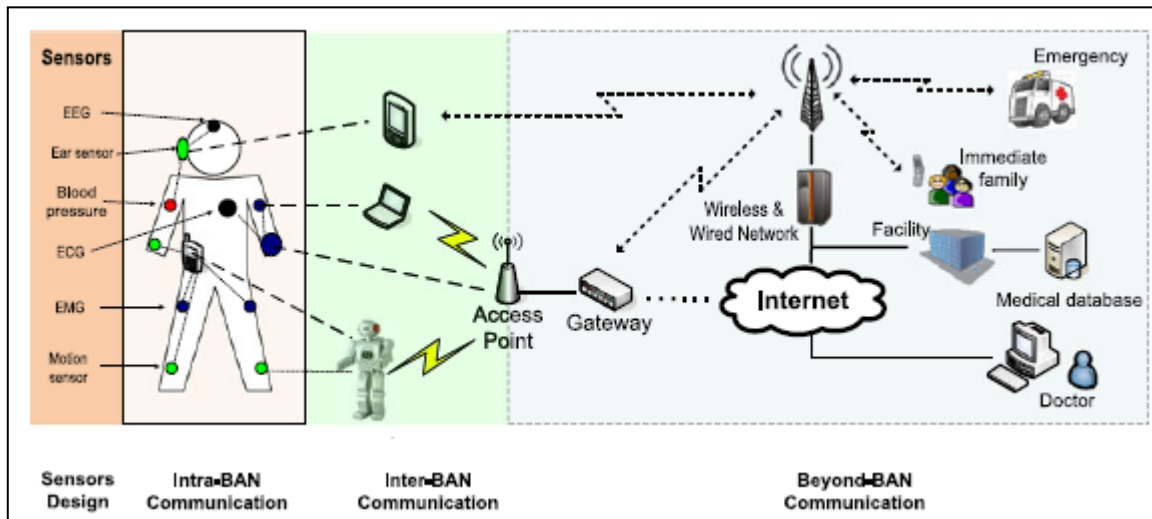 Sensors
EEG
Ear sensor
Blood
pressure
ECG
EMG
Motion
sensor
Access
Point
Gateway
Wireless &
Wired Network
Internet
Emergency
Immediate
family
Facility
Medical database
Doctor
Sensors
Design
Intra-BAN
Communication
Inter-BAN
Communication
Beyond-BAN
Communication